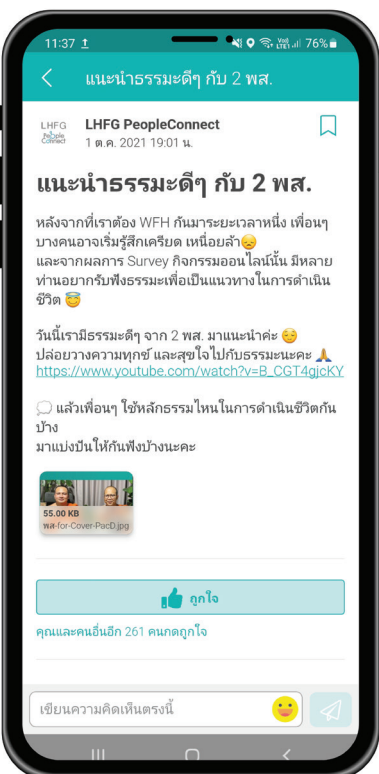 11:37
Vo))
LTE1
76%
แนะนำธรรมะดีๆ กับ 2 พส.
LHFG
People
Connect
LHFG PeopleConnect
1 ต.ค. 2021 19:01 น.
แนะนำธรรมะดีๆ กับ 2 พส.
หลังจากที่เราต้อง WFH กันมาระยะเวลาหนึ่ง เพื่อนๆ
บางคนอาจเริ่มรู้สึกเครียด เหนื่อยล้า😞
และจากผลการ Survey กิจกรรมออนไลน์นั้น มีหลาย
ท่านอยากรับฟังธรรมะเพื่อเป็นแนวทางในการดำเนิน
ชีวิต 😇
วันนี้เรามีธรรมะดีๆ จาก 2 พส. มาแนะนำค่ะ 😊
ปล่อยวางความทุกข์ และสุขใจไปกับธรรมะนะคะ 🙏
https://www.youtube.com/watch?v=B_CGT4gjcKY
💭 แล้วเพื่อนๆ ใช้หลักธรรมไหนในการดำเนินชีวิตกัน
บ้าง
มาแบ่งปันให้กันฟังบ้างนะคะ
55.00 KB
พส-for-Cover-PacD.jpg
ถูกใจ
คุณและคนอื่นอีก 261 คนกดถูกใจ
เขียนความคิดเห็นตรงนี้